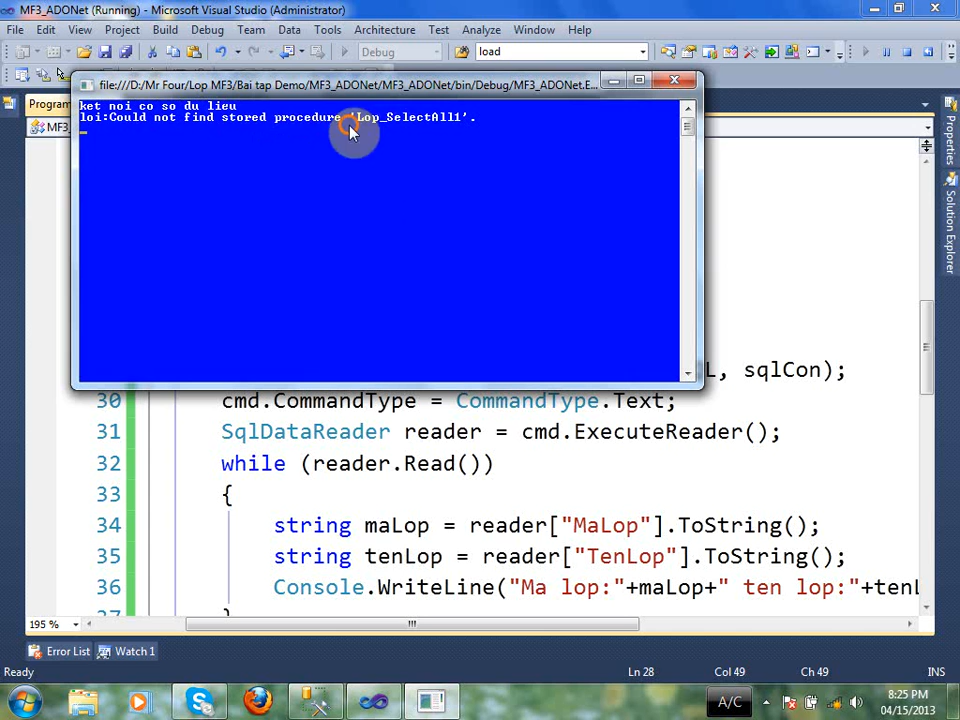 MF3_ADONet (Running) - Microsoft Visual Studio (Administrator)
File Edit View Project Build Debug Team Data Tools Architecture Test Analyze Window Help
Debug load
file:///D:/Mr Four/Lop MF3/Bai tap Demo/MF3_ADONet/MF3_ADONet/bin/Debug/MF3_ADONet.E...
Program
MF3_
ket noi co so du lieu
loi:Could not find stored procedure 'Lop_SelectAll1'.
Properties
Solution Explorer
L, sqlCon);
30 cmd.CommandType = CommandType.Text;
31 SqlDataReader reader = cmd.ExecuteReader();
32 while (reader.Read())
33 {
34 string maLop = reader["MaLop"].ToString();
35 string tenLop = reader["TenLop"].ToString();
36 Console.WriteLine("Ma lop:"+maLop+" ten lop:"+tenL
37 }
195 %
Error List Watch 1
Ready Ln 28 Col 49 Ch 49 INS
A/C 8:25 PM
04/15/2013